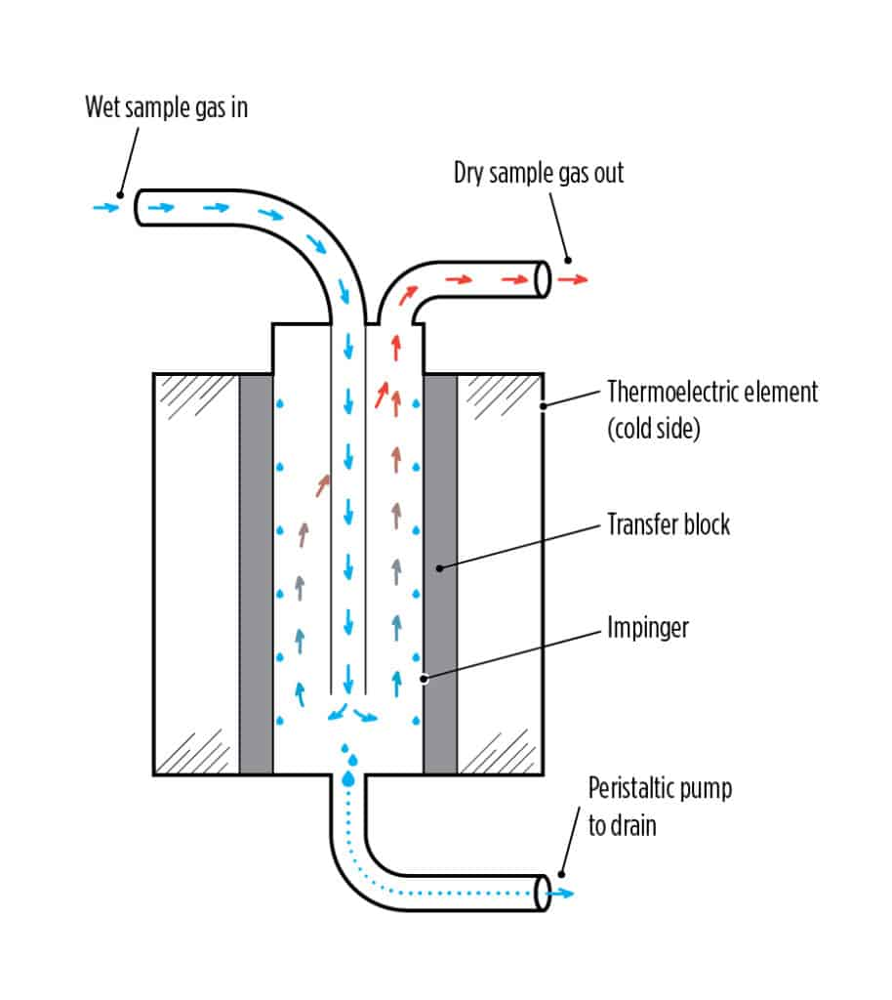 Wet sample gas in
Dry sample gas out
Thermoelectric element
(cold side)
Transfer block
Impinger
Peristaltic pump
to drain